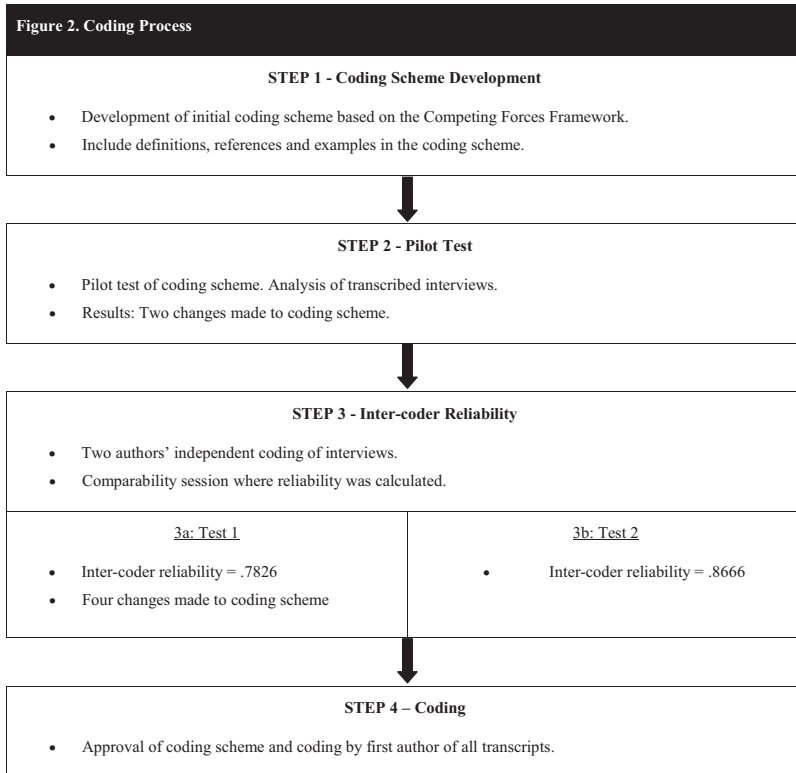 Figure 2. Coding Process
STEP 1 - Coding Scheme Development
• Development of initial coding scheme based on the Competing Forces Framework.
• Include definitions, references and examples in the coding scheme.
STEP 2 - Pilot Test
• Pilot test of coding scheme. Analysis of transcribed interviews.
• Results: Two changes made to coding scheme.
STEP 3 - Inter-coder Reliability
• Two authors’ independent coding of interviews.
• Comparability session where reliability was calculated.
3a: Test 1
• Inter-coder reliability = .7826
• Four changes made to coding scheme
3b: Test 2
• Inter-coder reliability = .8666
STEP 4 – Coding
• Approval of coding scheme and coding by first author of all transcripts.